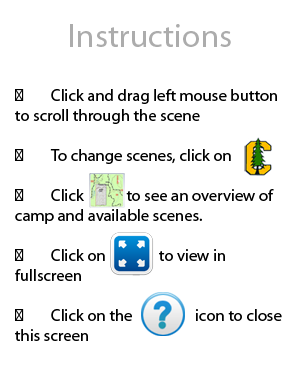 Instructions
Click and drag left mouse button
to scroll through the scene
To change scenes, click on
Click to see an overview of
camp and available scenes.
Click on to view in
fullscreen
Click on the ? icon to close
this screen